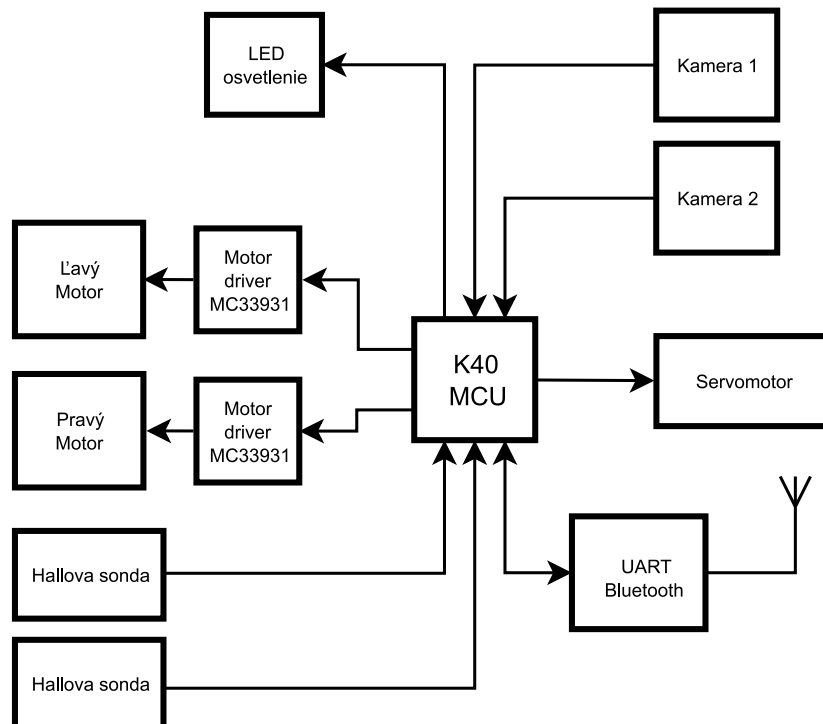 LED
osvetlenie
Kamera 1
Kamera 2
Ľavý
Motor
Motor
driver
MC33931
K40
MCU
Servomotor
Pravý
Motor
Motor
driver
MC33931
Hallova sonda
UART
Bluetooth
Hallova sonda